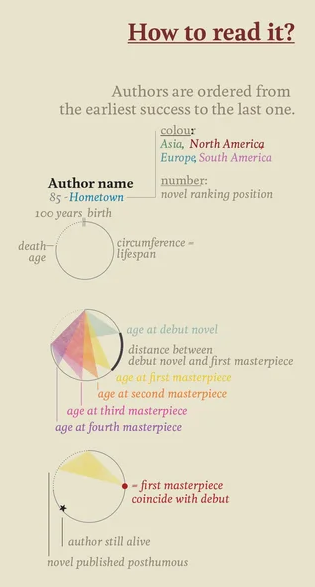 How to read it?
Authors are ordered from
the earliest success to the last one.
colour:
Asia, North America,
Europe, South America
Author name
85 - Hometown
number:
novel ranking position
100 years birth
death
age
circumference =
lifespan
age at debut novel
distance between
debut novel and first masterpiece
age at first masterpiece
age at second masterpiece
age at third masterpiece
age at fourth masterpiece
= first masterpiece
coincide with debut
author still alive
novel published posthumous